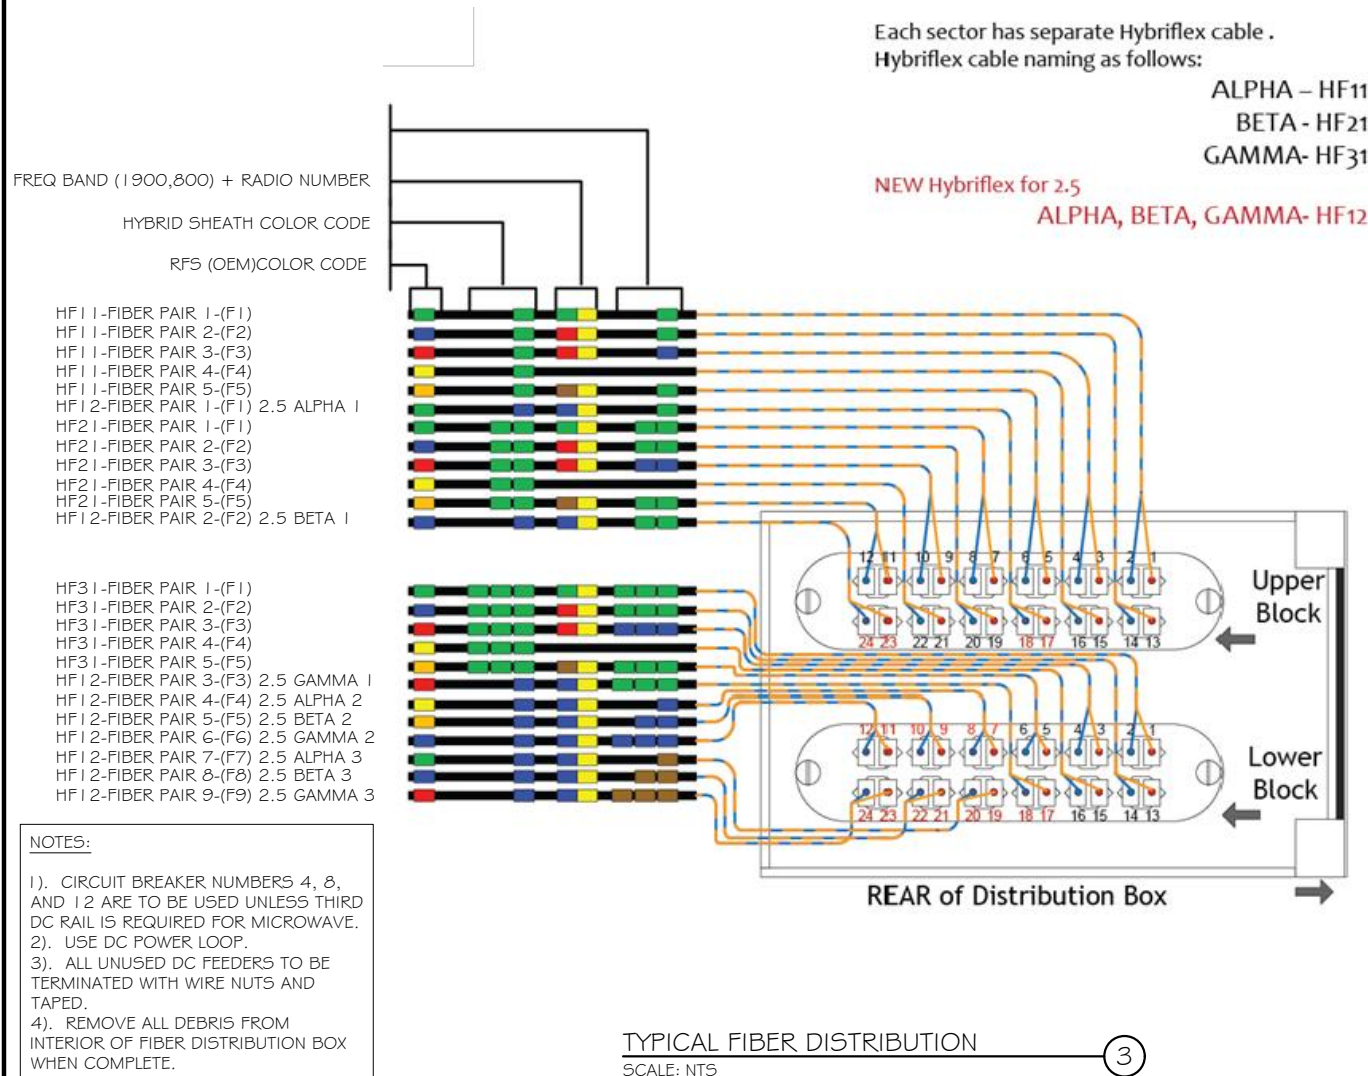 Each sector has separate Hybriflex cable .
Hybriflex cable naming as follows:
ALPHA – HF11
BETA - HF21
GAMMA- HF31
NEW Hybriflex for 2.5
ALPHA, BETA, GAMMA- HF12
FREQ BAND (1900,800) + RADIO NUMBER
HYBRID SHEATH COLOR CODE
RFS (OEM)COLOR CODE
HF11-FIBER PAIR 1-(F1)
HF11-FIBER PAIR 2-(F2)
HF11-FIBER PAIR 3-(F3)
HF11-FIBER PAIR 4-(F4)
HF11-FIBER PAIR 5-(F5)
HF12-FIBER PAIR 1-(F1) 2.5 ALPHA 1
HF21-FIBER PAIR 1-(F1)
HF21-FIBER PAIR 2-(F2)
HF21-FIBER PAIR 3-(F3)
HF21-FIBER PAIR 4-(F4)
HF21-FIBER PAIR 5-(F5)
HF12-FIBER PAIR 2-(F2) 2.5 BETA 1
HF31-FIBER PAIR 1-(F1)
HF31-FIBER PAIR 2-(F2)
HF31-FIBER PAIR 3-(F3)
HF31-FIBER PAIR 4-(F4)
HF31-FIBER PAIR 5-(F5)
HF12-FIBER PAIR 3-(F3) 2.5 GAMMA 1
HF12-FIBER PAIR 4-(F4) 2.5 ALPHA 2
HF12-FIBER PAIR 5-(F5) 2.5 BETA 2
HF12-FIBER PAIR 6-(F6) 2.5 GAMMA 2
HF12-FIBER PAIR 7-(F7) 2.5 ALPHA 3
HF12-FIBER PAIR 8-(F8) 2.5 BETA 3
HF12-FIBER PAIR 9-(F9) 2.5 GAMMA 3
12 11 10 9 8 7 6 5 4 3 2 1
24 23 22 21 20 19 18 17 16 15 14 13
Upper
Block
12 11 10 9 8 7 6 5 4 3 2 1
24 23 22 21 20 19 18 17 16 15 14 13
Lower
Block
REAR of Distribution Box
NOTES:
1). CIRCUIT BREAKER NUMBERS 4, 8,
AND 12 ARE TO BE USED UNLESS THIRD
DC RAIL IS REQUIRED FOR MICROWAVE.
2). USE DC POWER LOOP.
3). ALL UNUSED DC FEEDERS TO BE
TERMINATED WITH WIRE NUTS AND
TAPED.
4). REMOVE ALL DEBRIS FROM
INTERIOR OF FIBER DISTRIBUTION BOX
WHEN COMPLETE.
TYPICAL FIBER DISTRIBUTION
3
SCALE: NTS